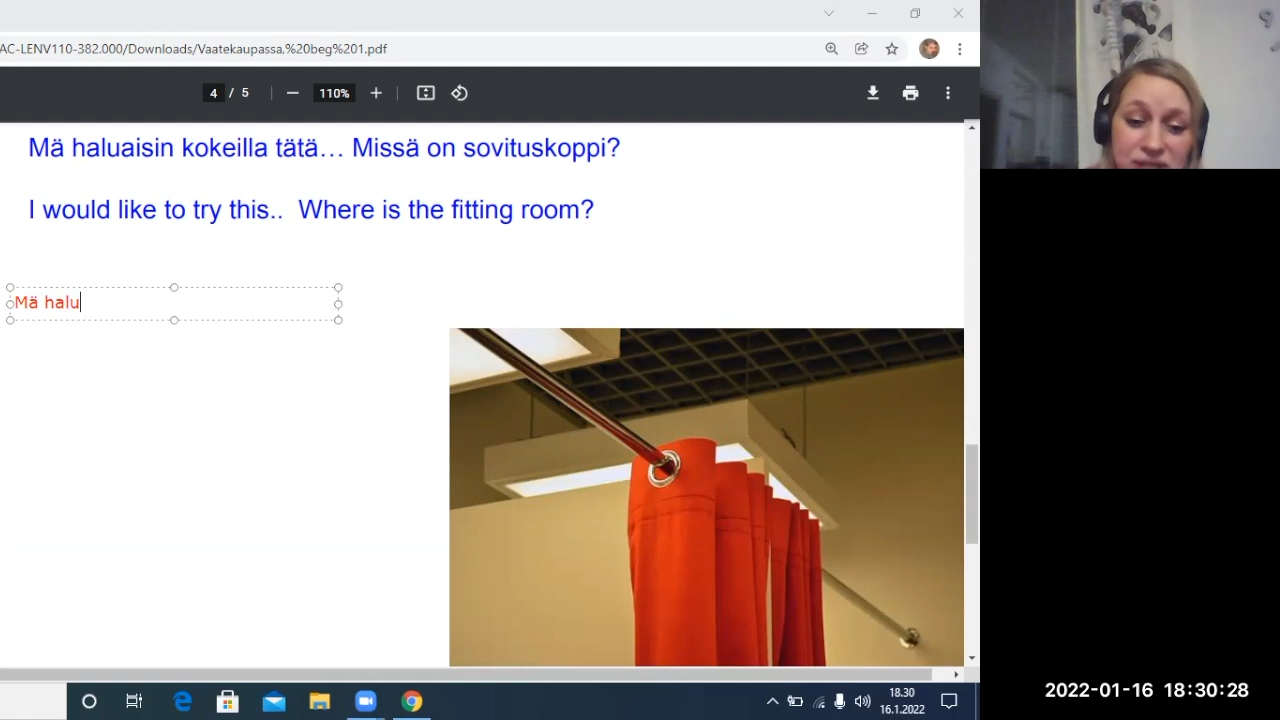 AC-LENV110-382.000/Downloads/Vaatekaupassa,%20beg%201.pdf
4 / 5
110%
Mä haluaisin kokeilla tätä… Missä on sovituskoppi?
I would like to try this.. Where is the fitting room?
Mä halu
18.30
16.1.2022
2022-01-16 18:30:28